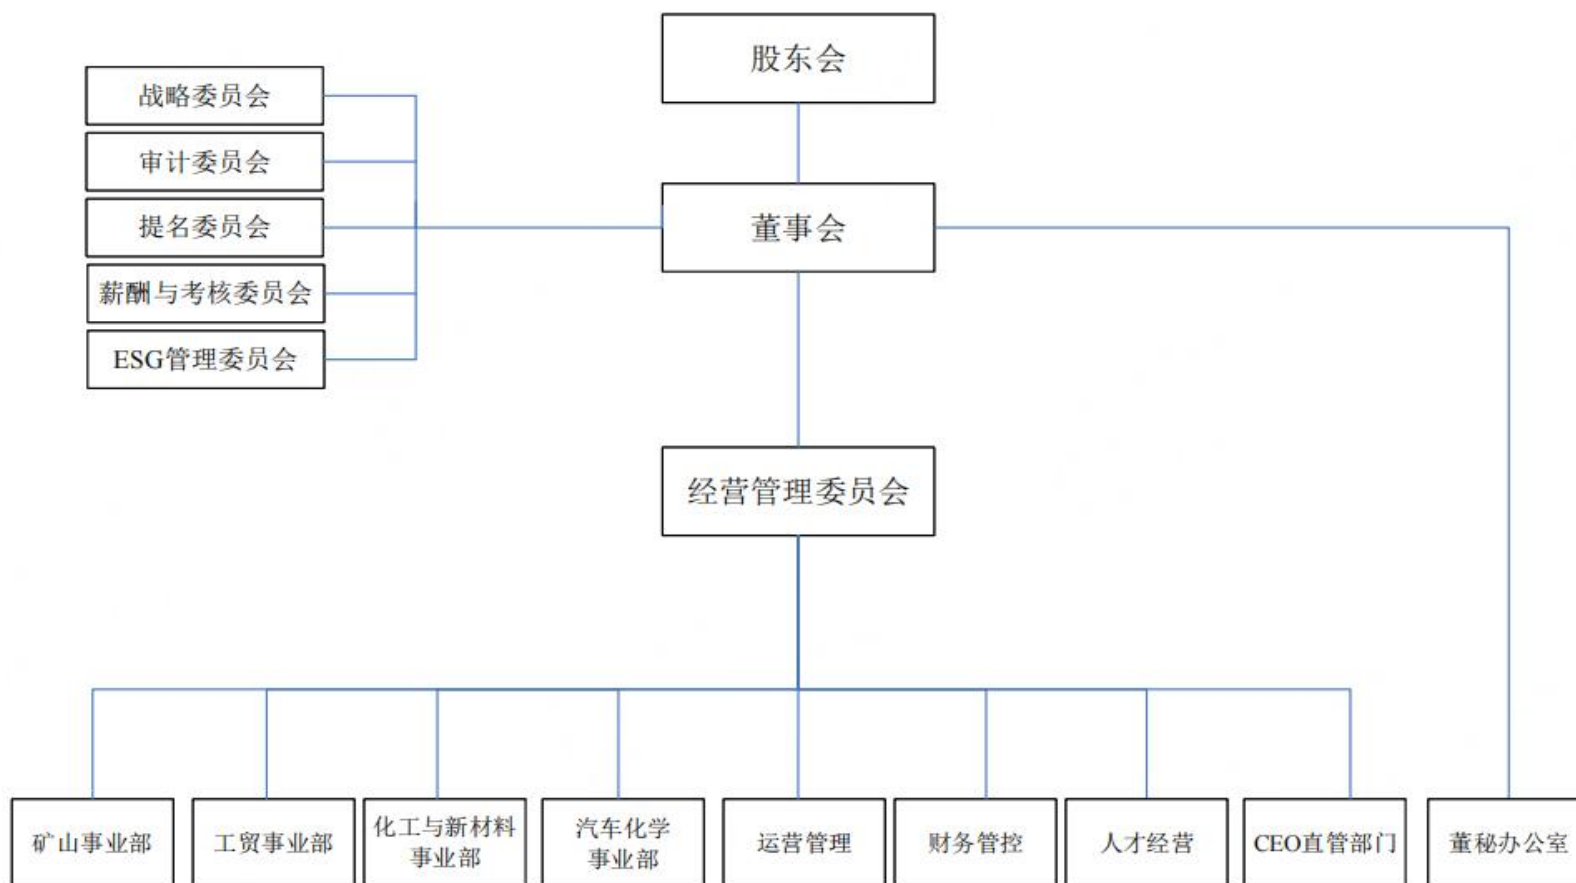 股东会
战略委员会
审计委员会
提名委员会
薪酬与考核委员会
ESG管理委员会
董事会
经营管理委员会
矿山事业部
工贸事业部
化工与新材料
事业部
汽车化学
事业部
运营管理
财务管控
人才经营
CEO直管部门
董秘办公室